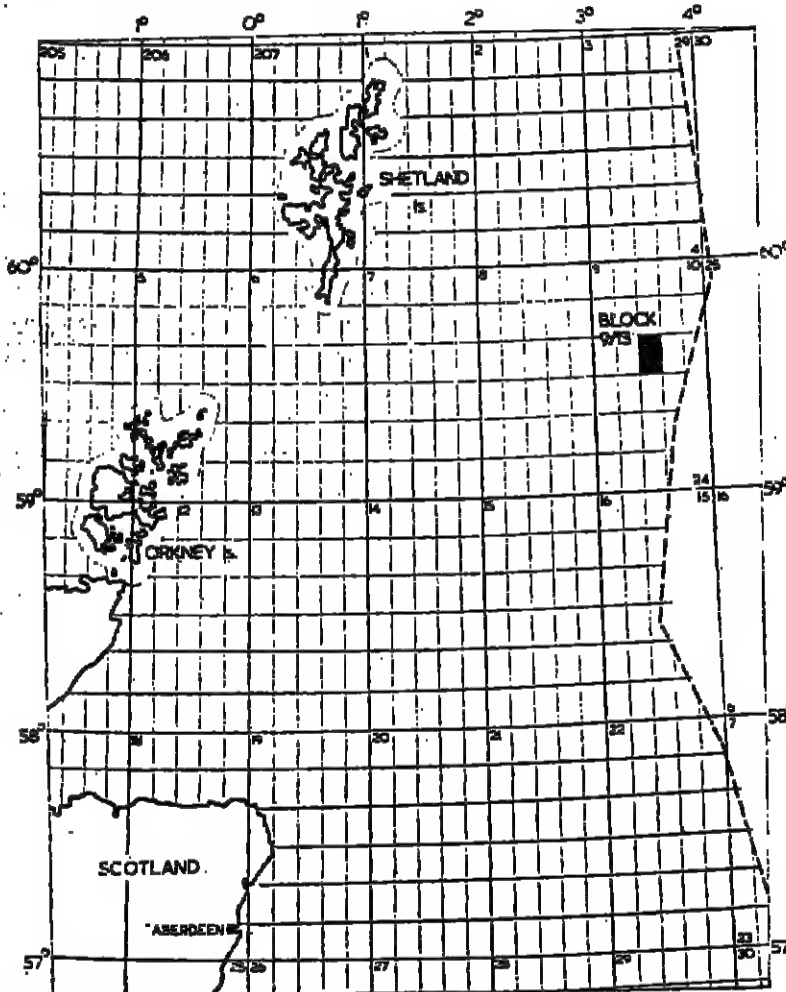 1° 0° 1° 2° 3° 4°
205 206 207 1 2 3 29 30
SHETLAND
Is.
60° 5 6 7 8 9 4 60°
10 25
BLOCK
9/13
59° 12 13 14 15 16 24 59°
15 16
ORKNEY Is.
58° 18 19 20 21 22 6 58°
7
SCOTLAND
ABERDEEN
57° 25 26 27 28 29 23 57°
30